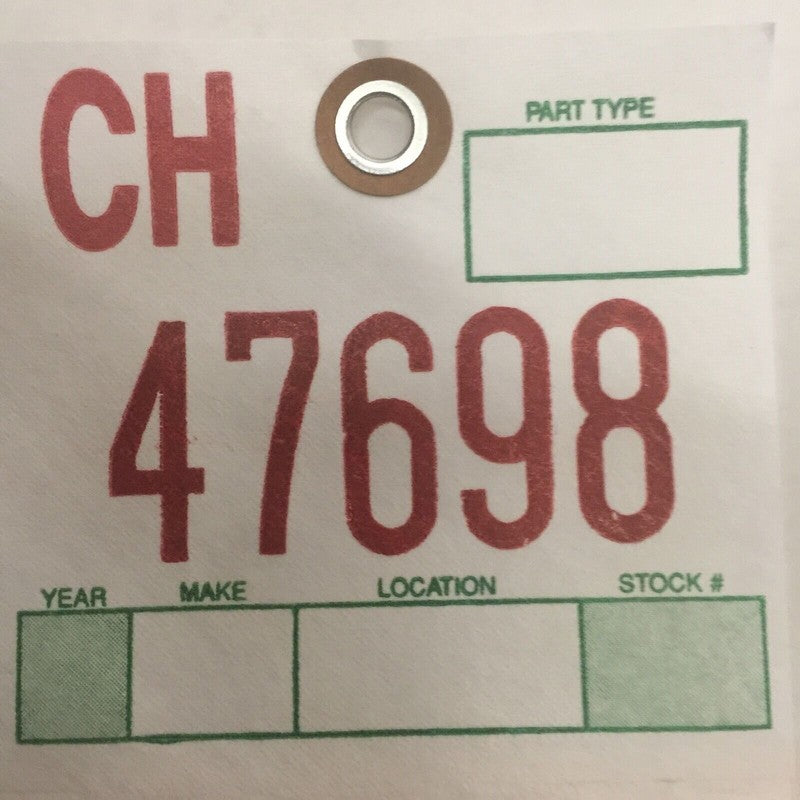 CH
PART TYPE
47698
YEAR MAKE LOCATION STOCK #